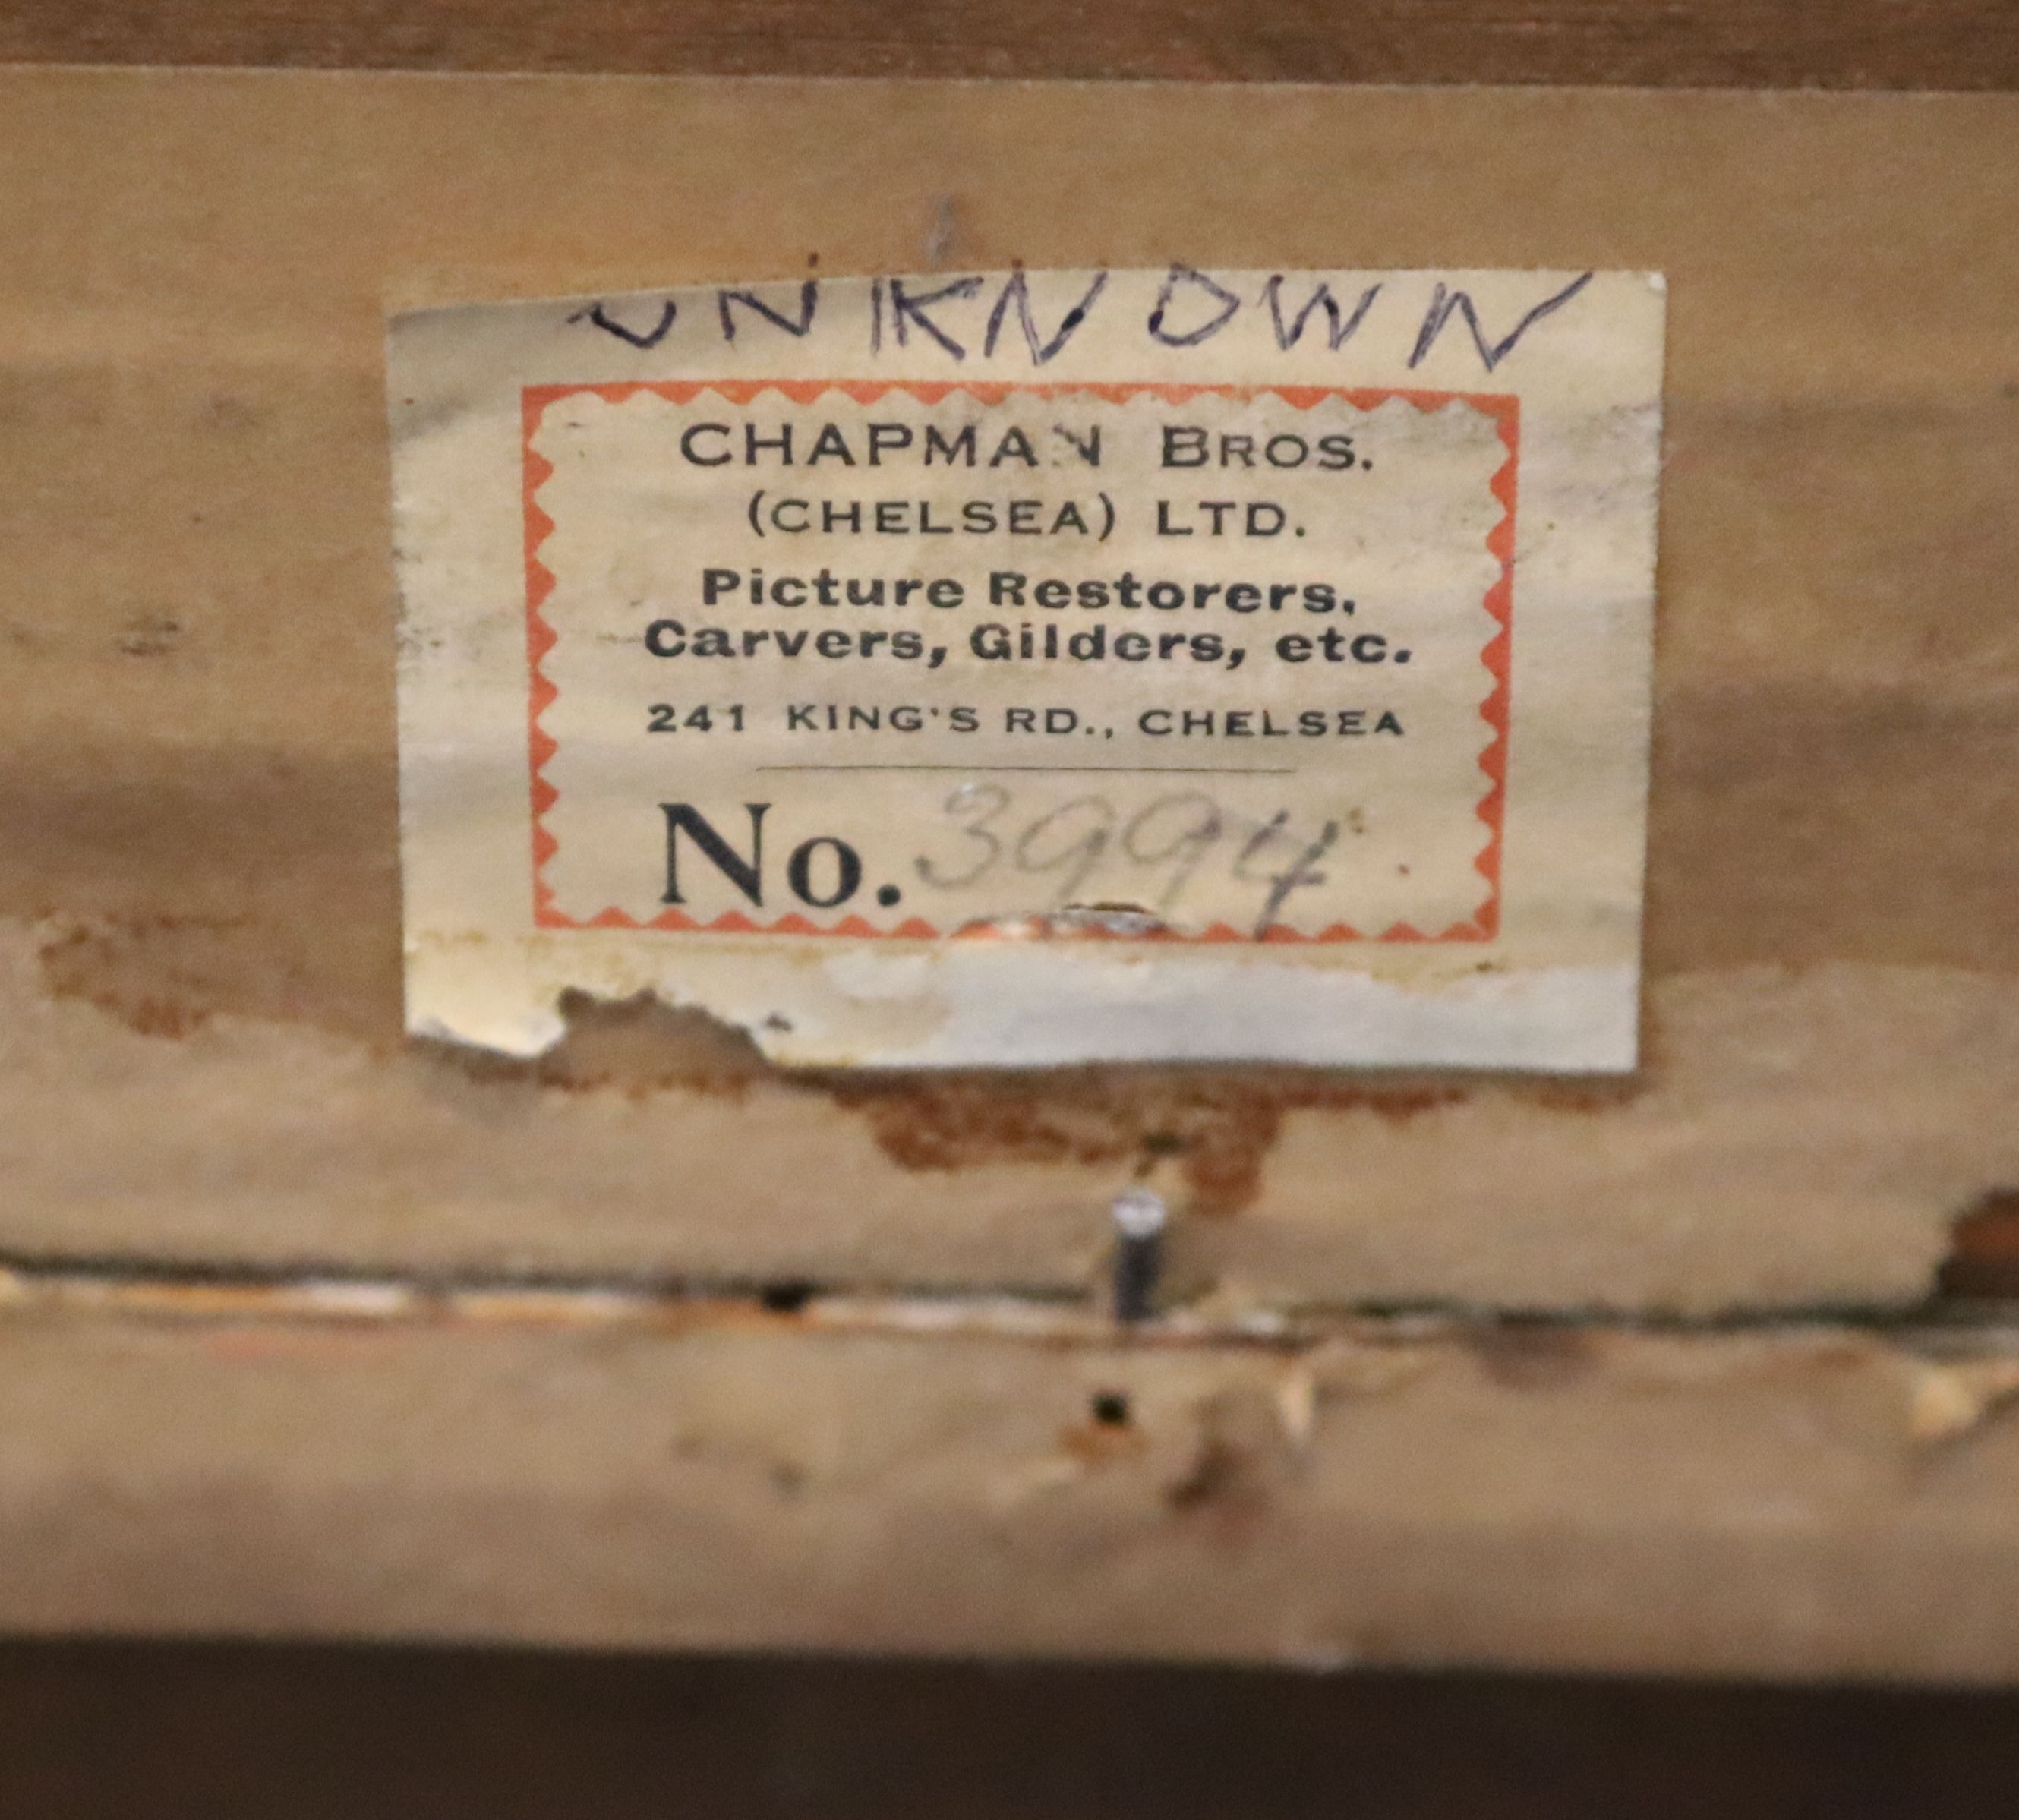 UNKNOWN
CHAPMAN BROS.
(CHELSEA) LTD.
Picture Restorers,
Carvers, Gilders, etc.
241 KING'S RD., CHELSEA
No. 3994